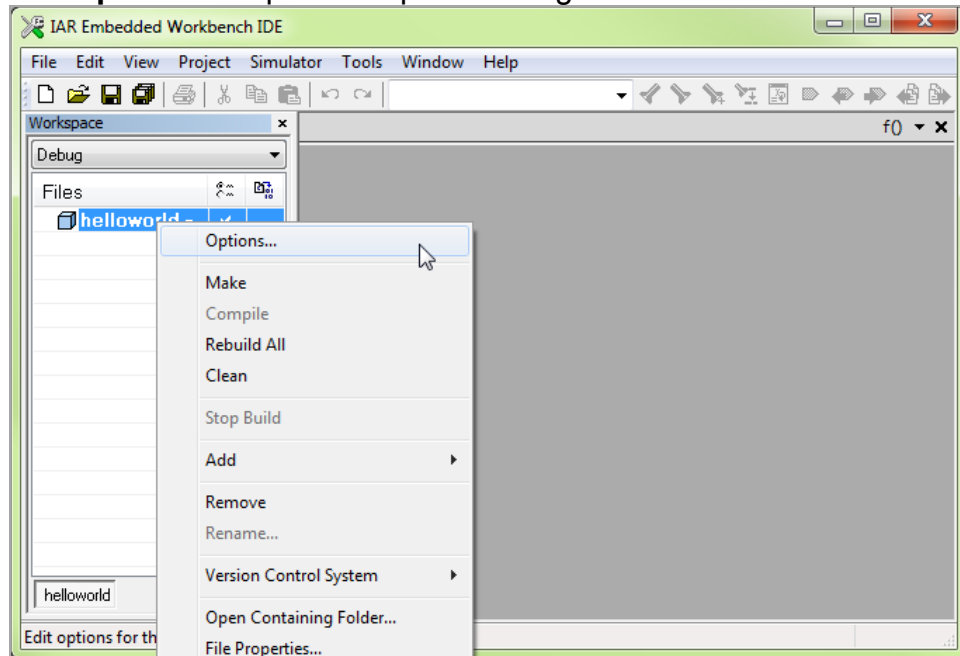 IAR Embedded Workbench IDE
File Edit View Project Simulator Tools Window Help
Workspace
f()
Debug
Files
helloworld -
Options...
Make
Compile
Rebuild All
Clean
Stop Build
Add
Remove
Rename...
Version Control System
Open Containing Folder...
File Properties...
helloworld
Edit options for th